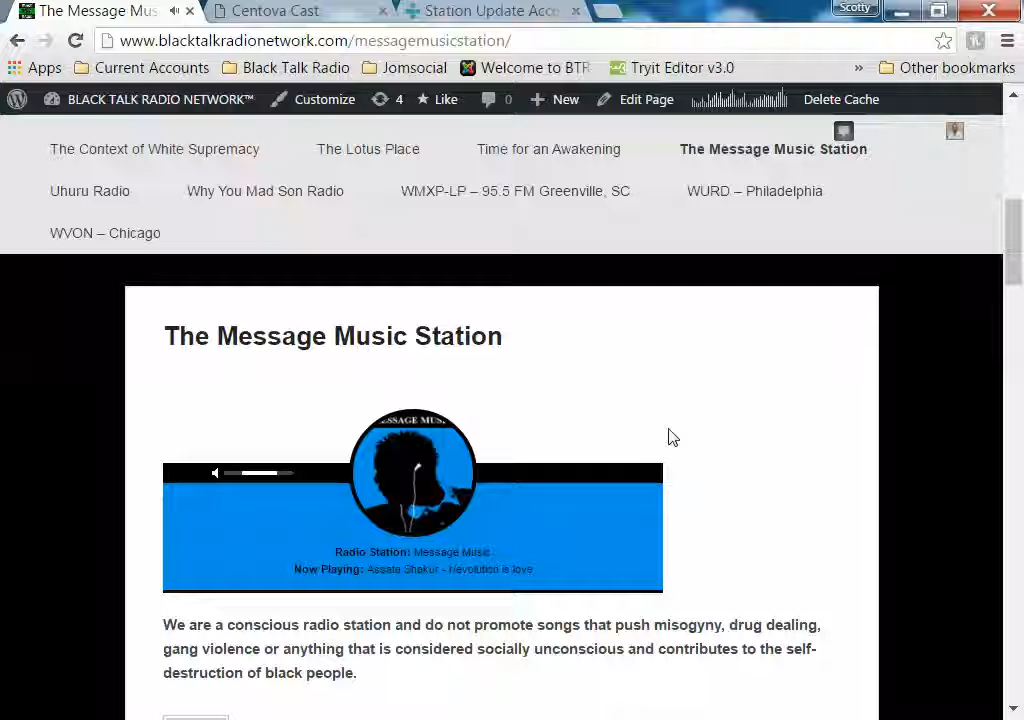 The Message Mus
Centova Cast
Station Update Acce
Scotty
www.blacktalkradionetwork.com/messagemusicstation/
Apps Current Accounts Black Talk Radio Jomsocial Welcome to BTR Tryit Editor v3.0 » Other bookmarks
BLACK TALK RADIO NETWORK™ Customize 4 Like 0 New Edit Page Delete Cache
The Context of White Supremacy The Lotus Place Time for an Awakening The Message Music Station
Uhuru Radio Why You Mad Son Radio WMXP-LP – 95.5 FM Greenville, SC WURD – Philadelphia
WVON – Chicago
The Message Music Station
ESSAGE MUS
Radio Station: Message Music
Now Playing: Assata Shakur - Revolution is love
We are a conscious radio station and do not promote songs that push misogyny, drug dealing,
gang violence or anything that is considered socially unconscious and contributes to the self-
destruction of black people.